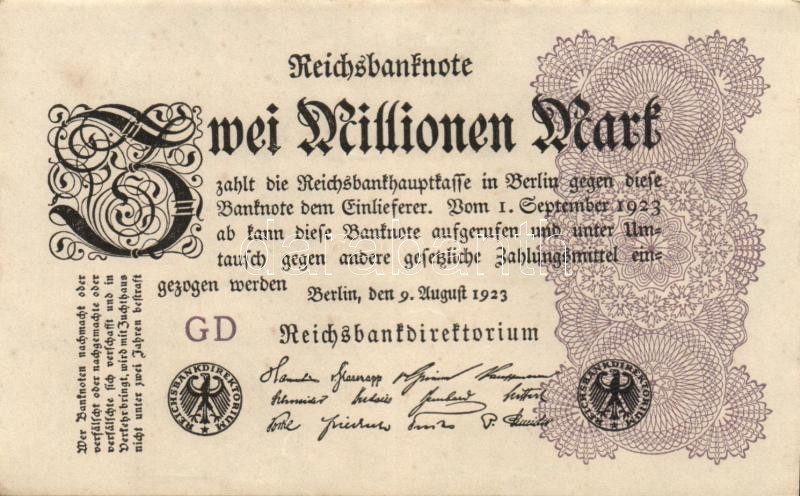 Reichsbanknote
Zwei Millionen Mark
zahlt die Reichsbankhauptkasse in Berlin gegen diese
Banknote dem Einlieferer. Vom 1. September 1923
ab kann diese Banknote aufgerufen und unter Um-
tausch gegen andere gesetzliche Zahlungsmittel ein-
gezogen werden
Berlin, den 9. August 1923
GD
Reichsbankdirektorium
Wer Banknoten nachmacht oder
verfälscht oder nachgemachte oder
verfälschte sich verschafft und in
Verkehr bringt, wird mit Zuchthaus
nicht unter zwei Jahren bestraft
REICHSBANKDIREKTORIUM
REICHSBANKDIREKTORIUM
darabanth